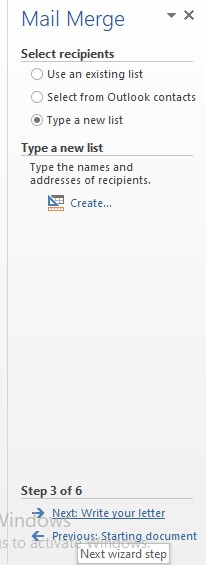 Mail Merge
Select recipients
Use an existing list
Select from Outlook contacts
Type a new list
Type a new list
Type the names and
addresses of recipients.
Create...
Step 3 of 6
Next: Write your letter
Windows
Previous: Starting document
us to activate Windows.
Next wizard step